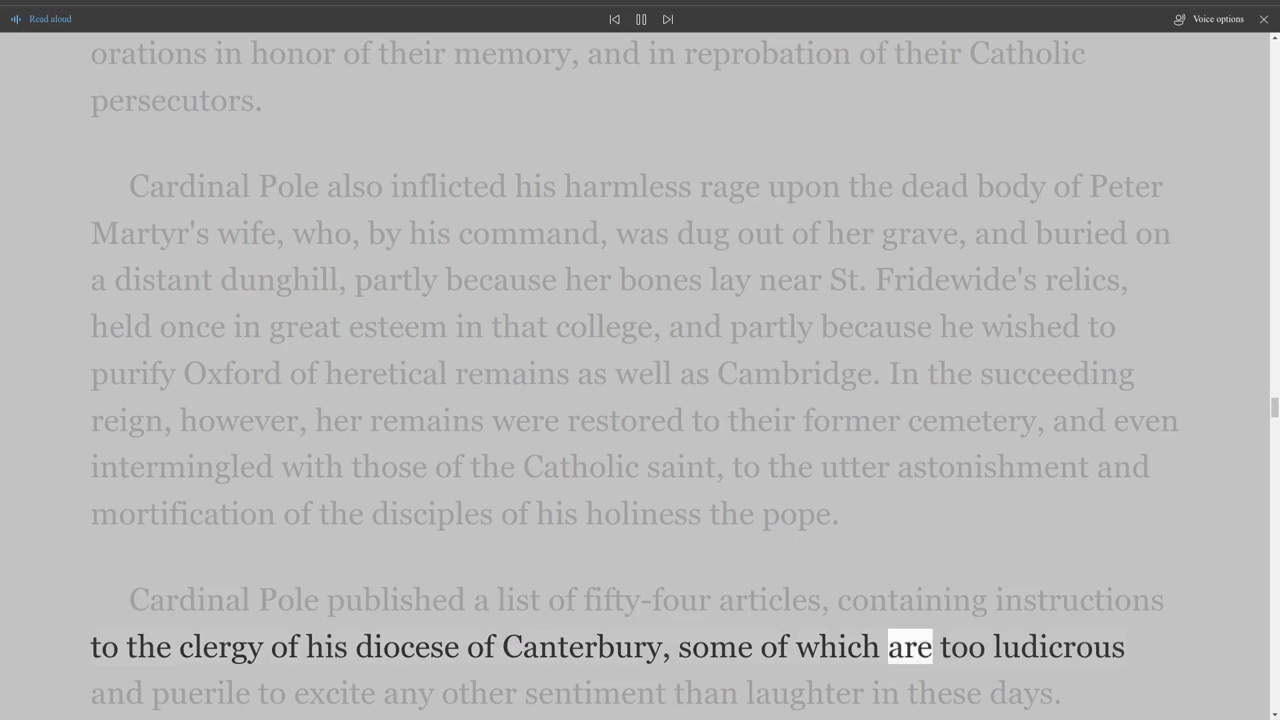 Read aloud
Voice options
orations in honor of their memory, and in reprobation of their Catholic
persecutors.
Cardinal Pole also inflicted his harmless rage upon the dead body of Peter
Martyr's wife, who, by his command, was dug out of her grave, and buried on
a distant dunghill, partly because her bones lay near St. Fridewide's relics,
held once in great esteem in that college, and partly because he wished to
purify Oxford of heretical remains as well as Cambridge. In the succeeding
reign, however, her remains were restored to their former cemetery, and even
intermingled with those of the Catholic saint, to the utter astonishment and
mortification of the disciples of his holiness the pope.
Cardinal Pole published a list of fifty-four articles, containing instructions
to the clergy of his diocese of Canterbury, some of which are too ludicrous
and puerile to excite any other sentiment than laughter in these days.